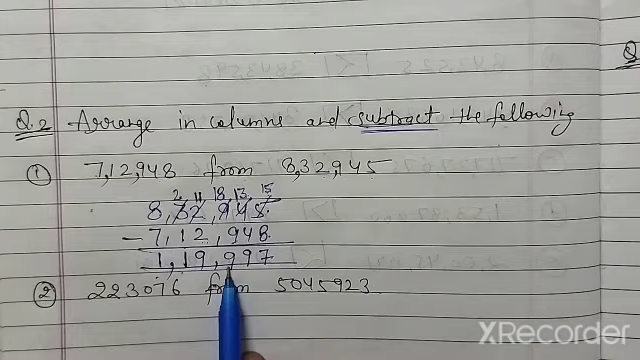 Q.2 Arrange in columns and subtract the following
① 7,12,948 from 8,32,945
2 11 18 13 15
8,32,945
- 7,12,948
1,19,997
② 223076 from 5045923
Q
XRecorder